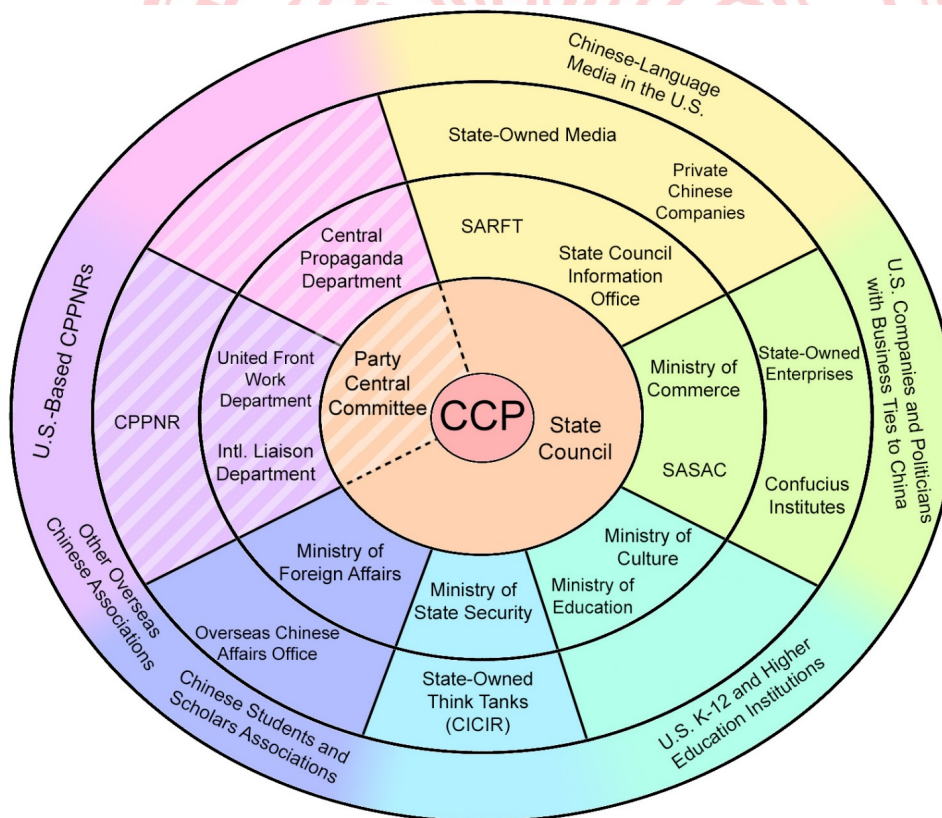 Chinese-Language
Media in the U.S.
State-Owned Media
Private
Chinese
Companies
SARFT
State Council
Information
Office
Central
Propaganda
Department
U.S. Companies and Politicians
with Business Ties to China
State-Owned
Enterprises
Ministry of
Commerce
SASAC
Confucius
Institutes
United Front
Work
Department
Party
Central
Committee
CCP
State
Council
CPPNR
Intl. Liaison
Department
U.S.-Based CPPNRs
Ministry of
Foreign Affairs
Ministry of
State Security
Ministry of
Culture
Ministry of
Education
Other Overseas
Chinese Associations
Overseas Chinese
Affairs Office
State-Owned
Think Tanks
(CICIR)
Chinese Students and
Scholars Associations
U.S. K-12 and Higher
Education Institutions